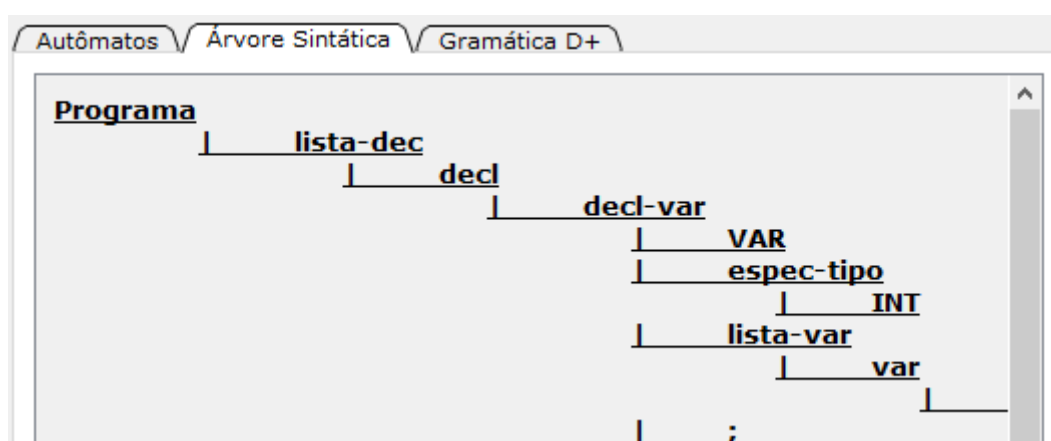 Autômatos Árvore Sintática Gramática D+
Programa
| lista-dec
| decl
| decl-var
| VAR
| espec-tipo
| INT
| lista-var
| var
|
| ;